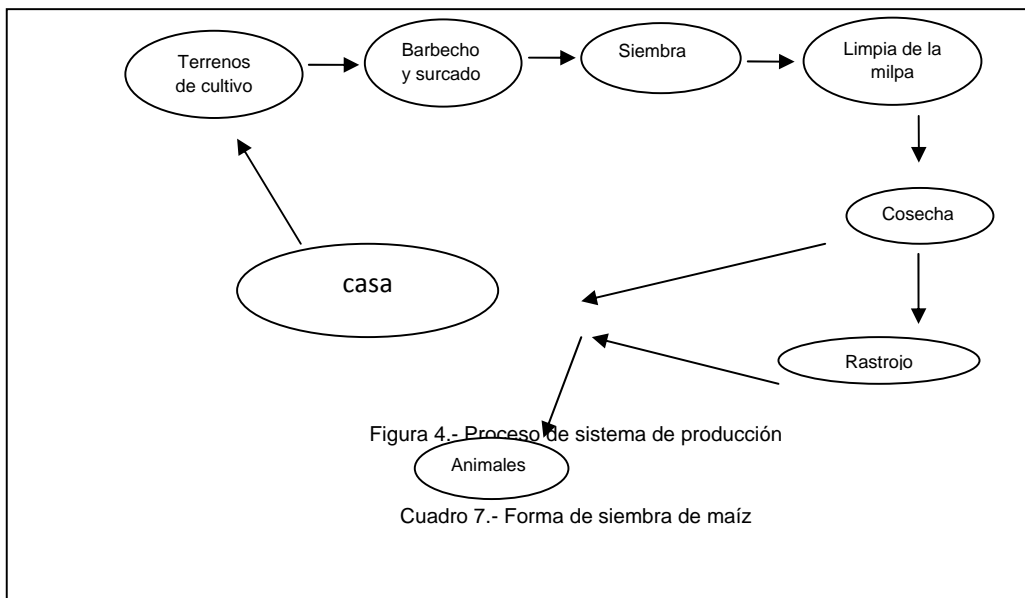 Terrenos
de cultivo
Barbecho
y surcado
Siembra
Limpia de la
milpa
Cosecha
casa
Rastrojo
Figura 4.- Proceso de sistema de producción
Animales
Cuadro 7.- Forma de siembra de maíz